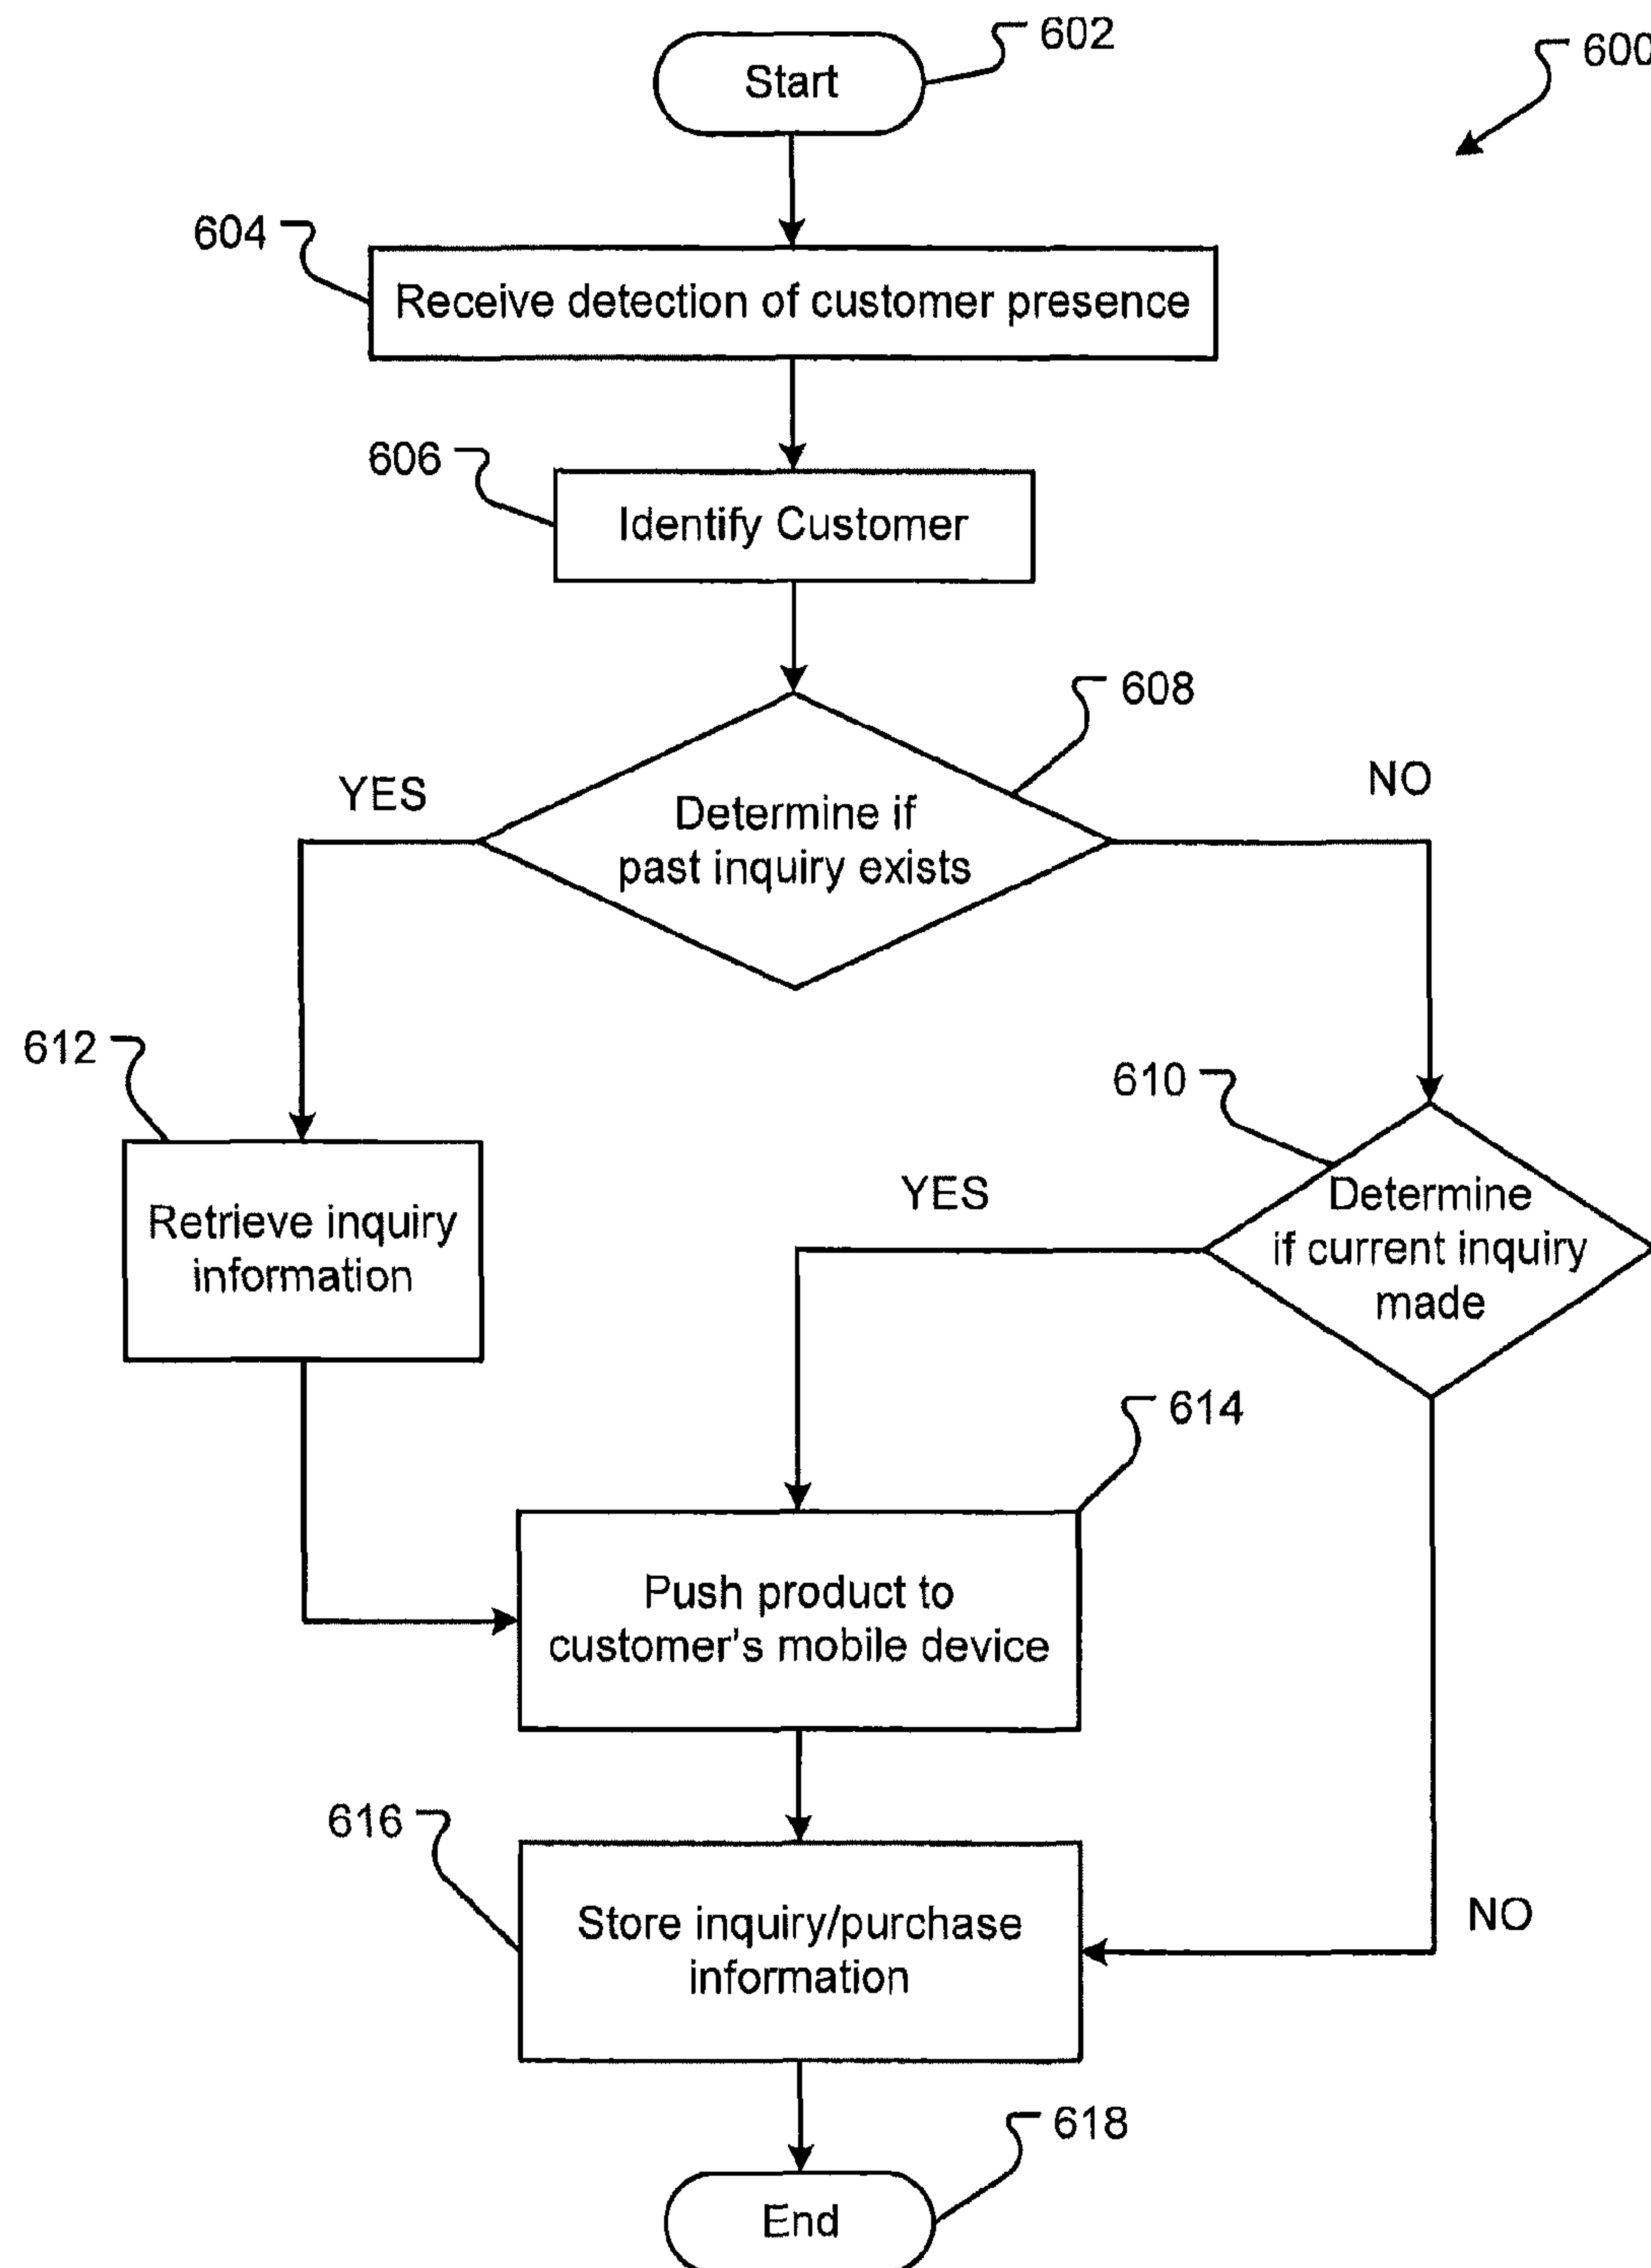 602
Start
600
604
Receive detection of customer presence
606
Identify Customer
608
YES
NO
Determine if
past inquiry exists
612
610
Retrieve inquiry
information
YES
Determine
if current inquiry
made
614
Push product to
customer's mobile device
616
Store inquiry/purchase
information
NO
618
End